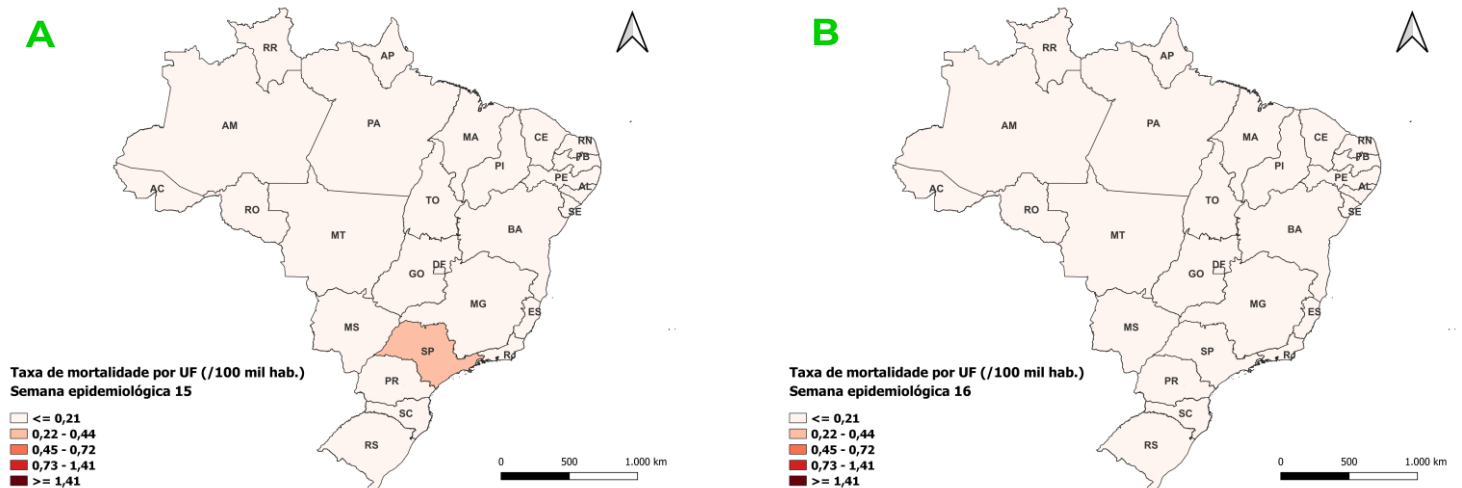 A
RR
AP
AM
PA
MA
CE
RN
PB
PI
PE
AL
AC
SE
TO
RO
BA
MT
DF
GO
MG
ES
MS
SP
RJ
PR
SC
RS
Taxa de mortalidade por UF (/100 mil hab.)
Semana epidemiológica 15
<= 0,21
0,22 - 0,44
0,45 - 0,72
0,73 - 1,41
>= 1,41
0 500 1.000 km
B
RR
AP
AM
PA
MA
CE
RN
PB
PI
PE
AL
AC
SE
TO
RO
BA
MT
DF
GO
MG
ES
MS
SP
RJ
PR
SC
RS
Taxa de mortalidade por UF (/100 mil hab.)
Semana epidemiológica 16
<= 0,21
0,22 - 0,44
0,45 - 0,72
0,73 - 1,41
>= 1,41
0 500 1.000 km